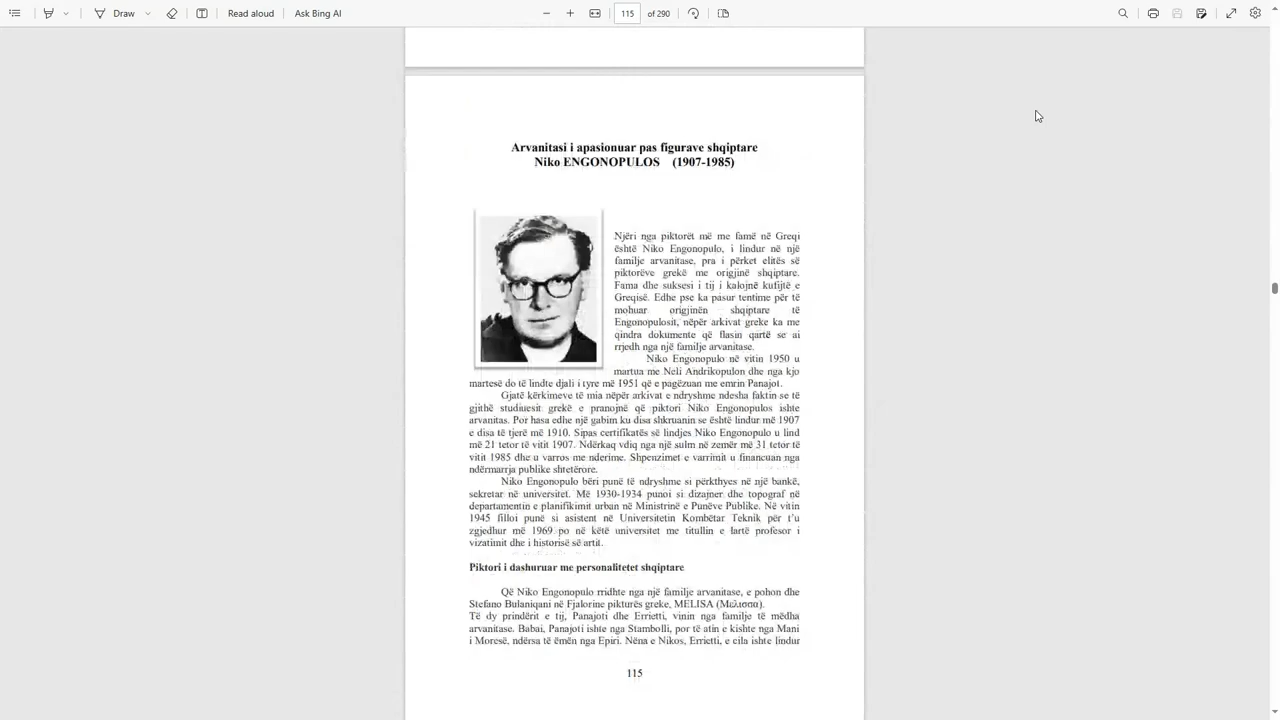 Draw
Read aloud
Ask Bing AI
115
of 290
Arvanitasi i apasionuar pas figurave shqiptare
Niko ENGONOPULOS (1907-1985)
Njëri nga piktorët më me famë në Greqi
është Niko Engonopulo, i lindur në një
familje arvanitase, pra i përket elitës së
piktorëve grekë me origjinë shqiptare.
Fama dhe suksesi i tij i kalojnë kufijtë e
Greqisë. Edhe pse ka pasur tentime për të
mohuar origjinën shqiptare të
Engonopulosit, nëpër arkivat greke ka me
qindra dokumente që flasin qartë se ai
rrjedh nga një familje arvanitase.
Niko Engonopulo në vitin 1950 u
martua me Neli Andrikopulon dhe nga kjo
martesë do të lindte djali i tyre më 1951 që e pagëzuan me emrin Panajot.
Gjatë kërkimeve të mia nëpër arkivat e ndryshme ndesha faktin se të
gjithë studiuesit grekë e pranojnë që piktori Niko Engonopulos ishte
arvanitas. Por hasa edhe një gabim ku disa shkruanin se është lindur më 1907
e disa të tjerë më 1910. Sipas certifikatës së lindjes Niko Engonopulo u lind
më 21 tetor të vitit 1907. Ndërkaq vdiq nga një sulm në zemër më 31 tetor të
vitit 1985 dhe u varros me nderime. Shpenzimet e varrimit u financuan nga
ndërmarrja publike shtetërore.
Niko Engonopulo bëri punë të ndryshme si përkthyes në një bankë,
sekretar në universitet. Më 1930-1934 punoi si dizajner dhe topograf në
departamentin e planifikimit urban në Ministrinë e Punëve Publike. Në vitin
1945 filloi punë si asistent në Universitetin Kombëtar Teknik për t’u
zgjedhur më 1969 po në këtë universitet me titullin e lartë profesor i
vizatimit dhe i historisë së artit.
Piktori i dashuruar me personalitetet shqiptare
Që Niko Engonopulo rridhte nga një familje arvanitase, e pohon dhe
Stefano Bulaniqani në Fjalorine pikturës greke, MELISA (Μελισσα).
Të dy prindërit e tij, Panajoti dhe Errietti, vinin nga familje të mëdha
arvanitase. Babai, Panajoti ishte nga Stambolli, por të atin e kishte nga Mani
i Moresë, ndërsa të ëmën nga Epiri. Nëna e Nikos, Errietti, e cila ishte lindur
115